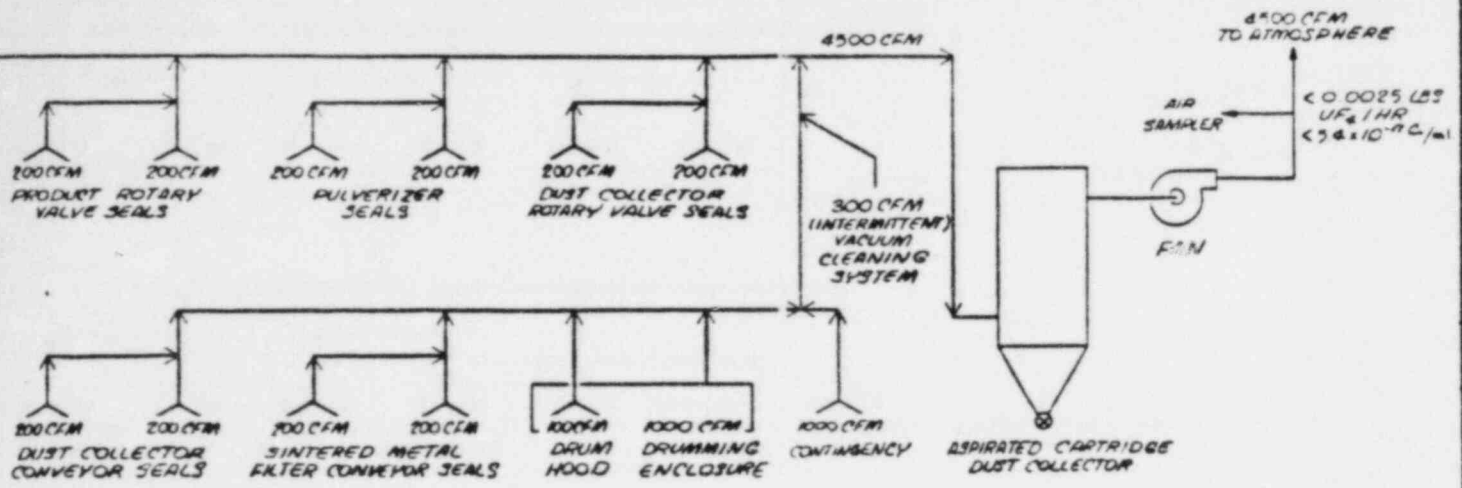 4500 CFM
4500 CFM
TO ATMOSPHERE
AIR
SAMPLER
< 0.0025 LBS
UF4 / HR
200 CFM
200 CFM
PRODUCT ROTARY
VALVE SEALS
200 CFM
200 CFM
PULVERIZER
SEALS
200 CFM
200 CFM
DUST COLLECTOR
ROTARY VALVE SEALS
300 CFM
(INTERMITTENT)
VACUUM
CLEANING
SYSTEM
FAN
200 CFM
200 CFM
DUST COLLECTOR
CONVEYOR SEALS
200 CFM
200 CFM
SINTERED METAL
FILTER CONVEYOR SEALS
100 CFM
DRUM
HOOD
1000 CFM
DRUMMING
ENCLOSURE
1000 CFM
CONTINGENCY
ASPIRATED CARTRIDGE
DUST COLLECTOR